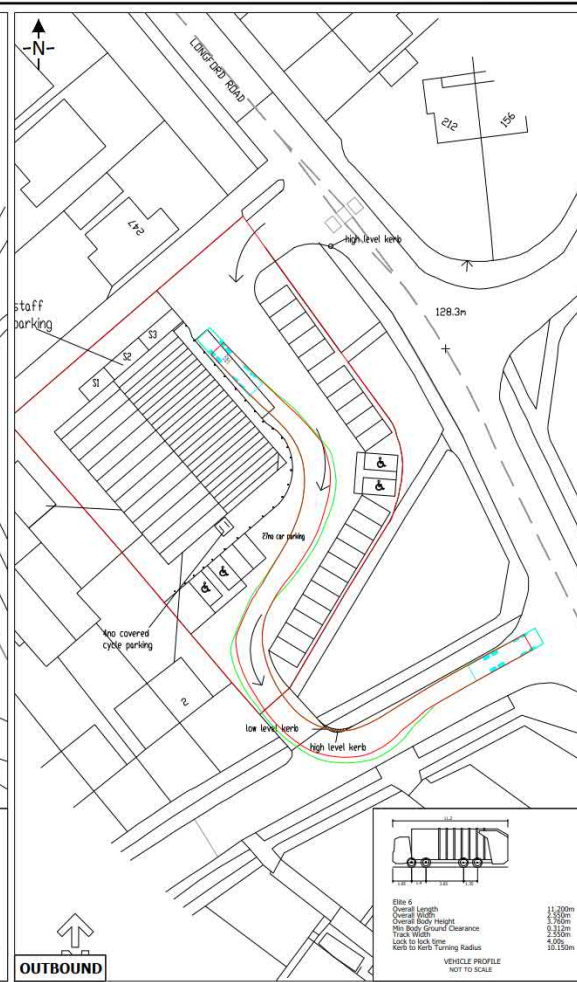 N
LONGFORD ROAD
212
156
247
high level kerb
128.3m
staff
parking
S3
S2
S1
27no car parking
4no covered
cycle parking
2
low level kerb
high level kerb
11.2
Elite 6
Overall Length 11.200m
Overall Width 2.550m
Overall Body Height 3.760m
Min Body Ground Clearance 0.312m
Track Width 2.550m
Lock to lock time 4.00s
Kerb to Kerb Turning Radius 10.150m
VEHICLE PROFILE
NOT TO SCALE
OUTBOUND